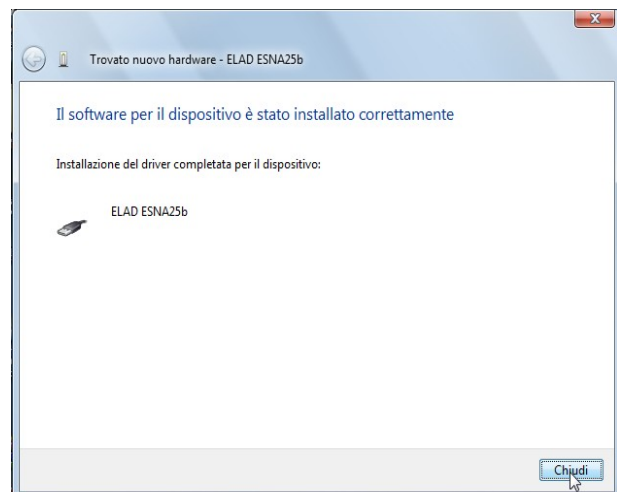 Trovato nuovo hardware - ELAD ESNA25b
Il software per il dispositivo è stato installato correttamente
Installazione del driver completata per il dispositivo:
ELAD ESNA25b
Chiudi